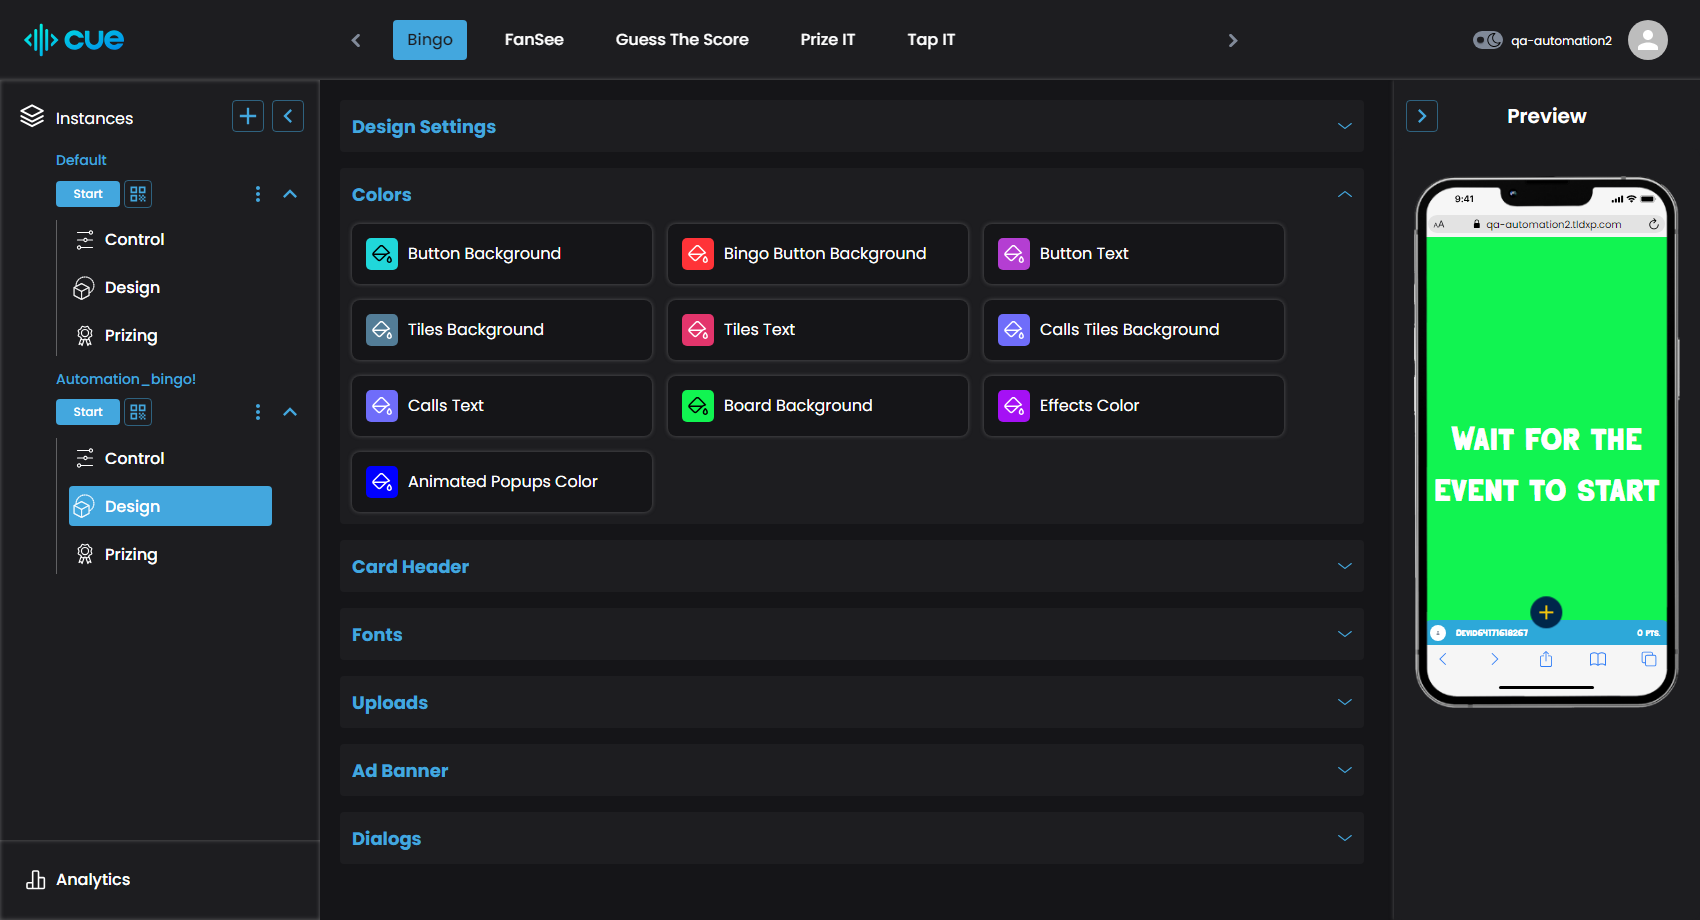 cue
Bingo
FanSee
Guess The Score
Prize IT
Tap IT
qa-automation2
Instances
Default
Start
Control
Design
Prizing
Automation_bingo!
Start
Control
Design
Prizing
Analytics
Design Settings
Colors
Button Background
Bingo Button Background
Button Text
Tiles Background
Tiles Text
Calls Tiles Background
Calls Text
Board Background
Effects Color
Animated Popups Color
Card Header
Fonts
Uploads
Ad Banner
Dialogs
Preview
9:41
AA
qa-automation2.tldxp.com
Wait for the
event to start
0 PTS.